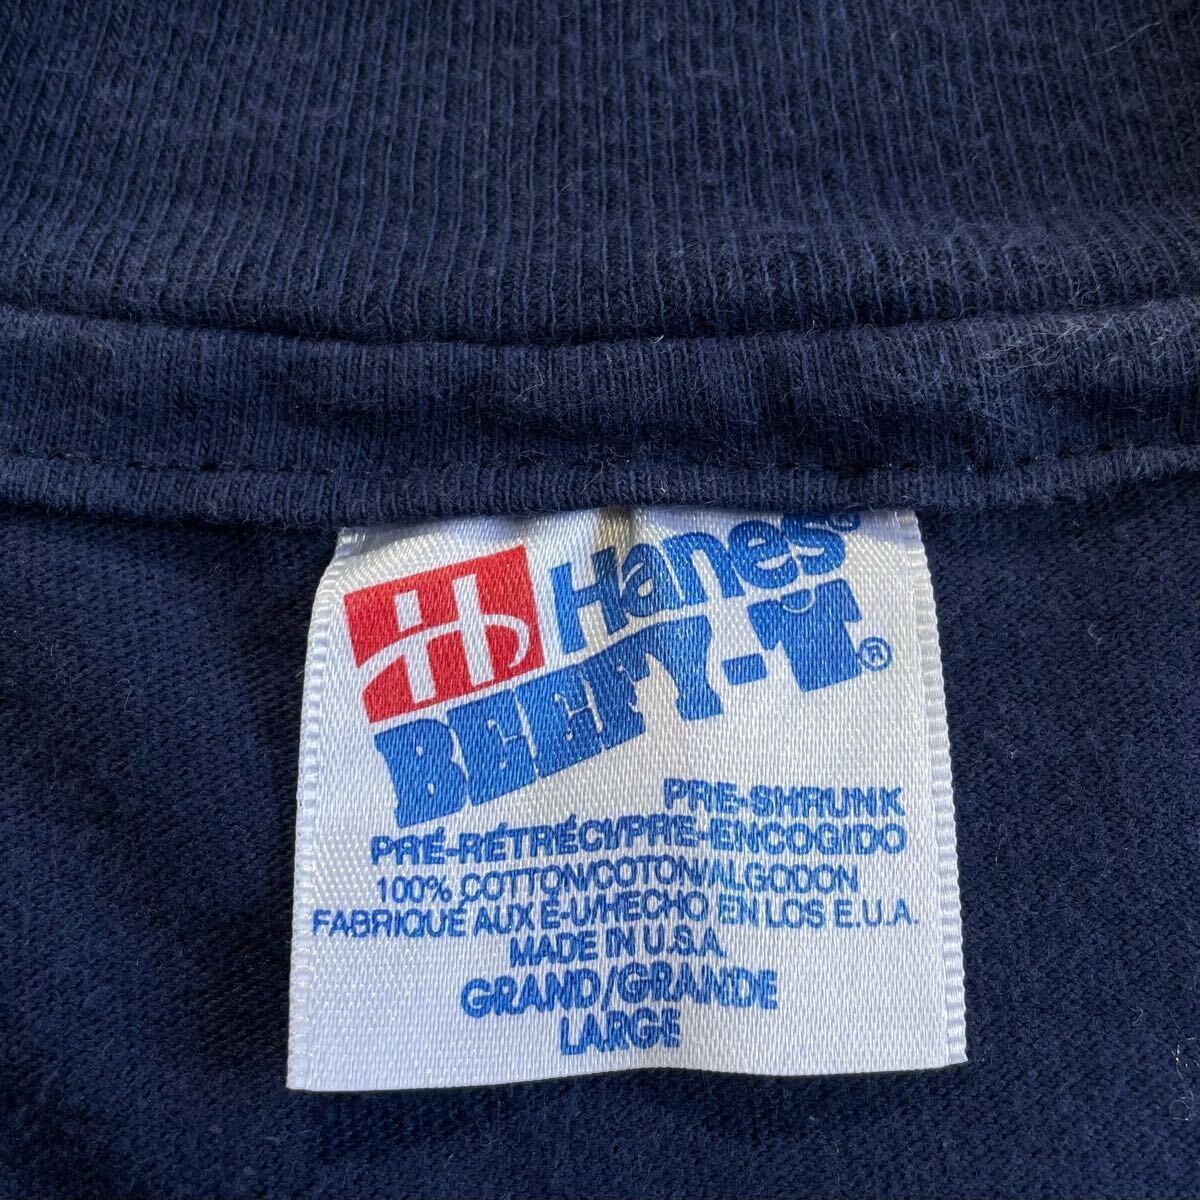 Hanes®
BEEFY-T®
PRE-SHRUNK
PRÉ-RÉTRÉCI/PRE-ENCOGIDO
100% COTTON/COTON/ALGODON
FABRIQUÉ AUX É-U/HECHO EN LOS E.U.A.
MADE IN U.S.A.
GRAND/GRANDE
LARGE